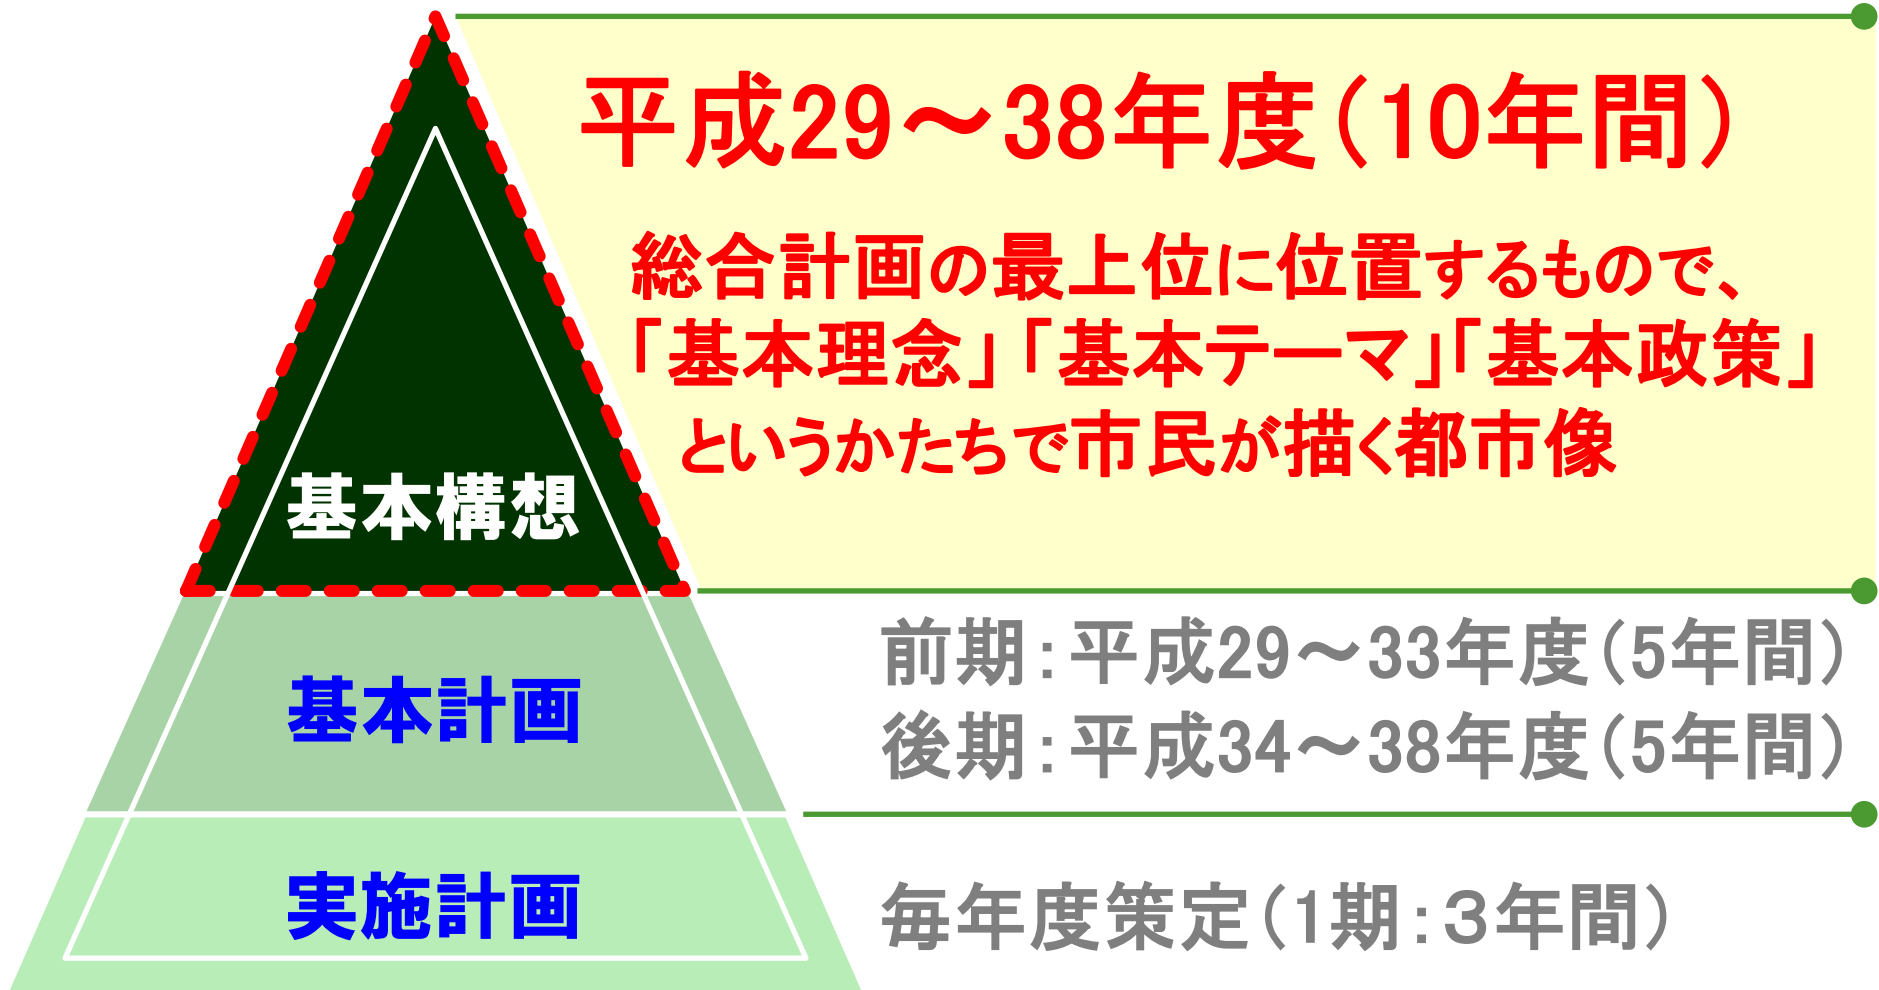 平成29～38年度（10年間）
総合計画の最上位に位置するもので、
「基本理念」「基本テーマ」「基本政策」
というかたちで市民が描く都市像
基本構想
前期：平成29～33年度（5年間）
後期：平成34～38年度（5年間）
基本計画
実施計画
毎年度策定（1期：３年間）